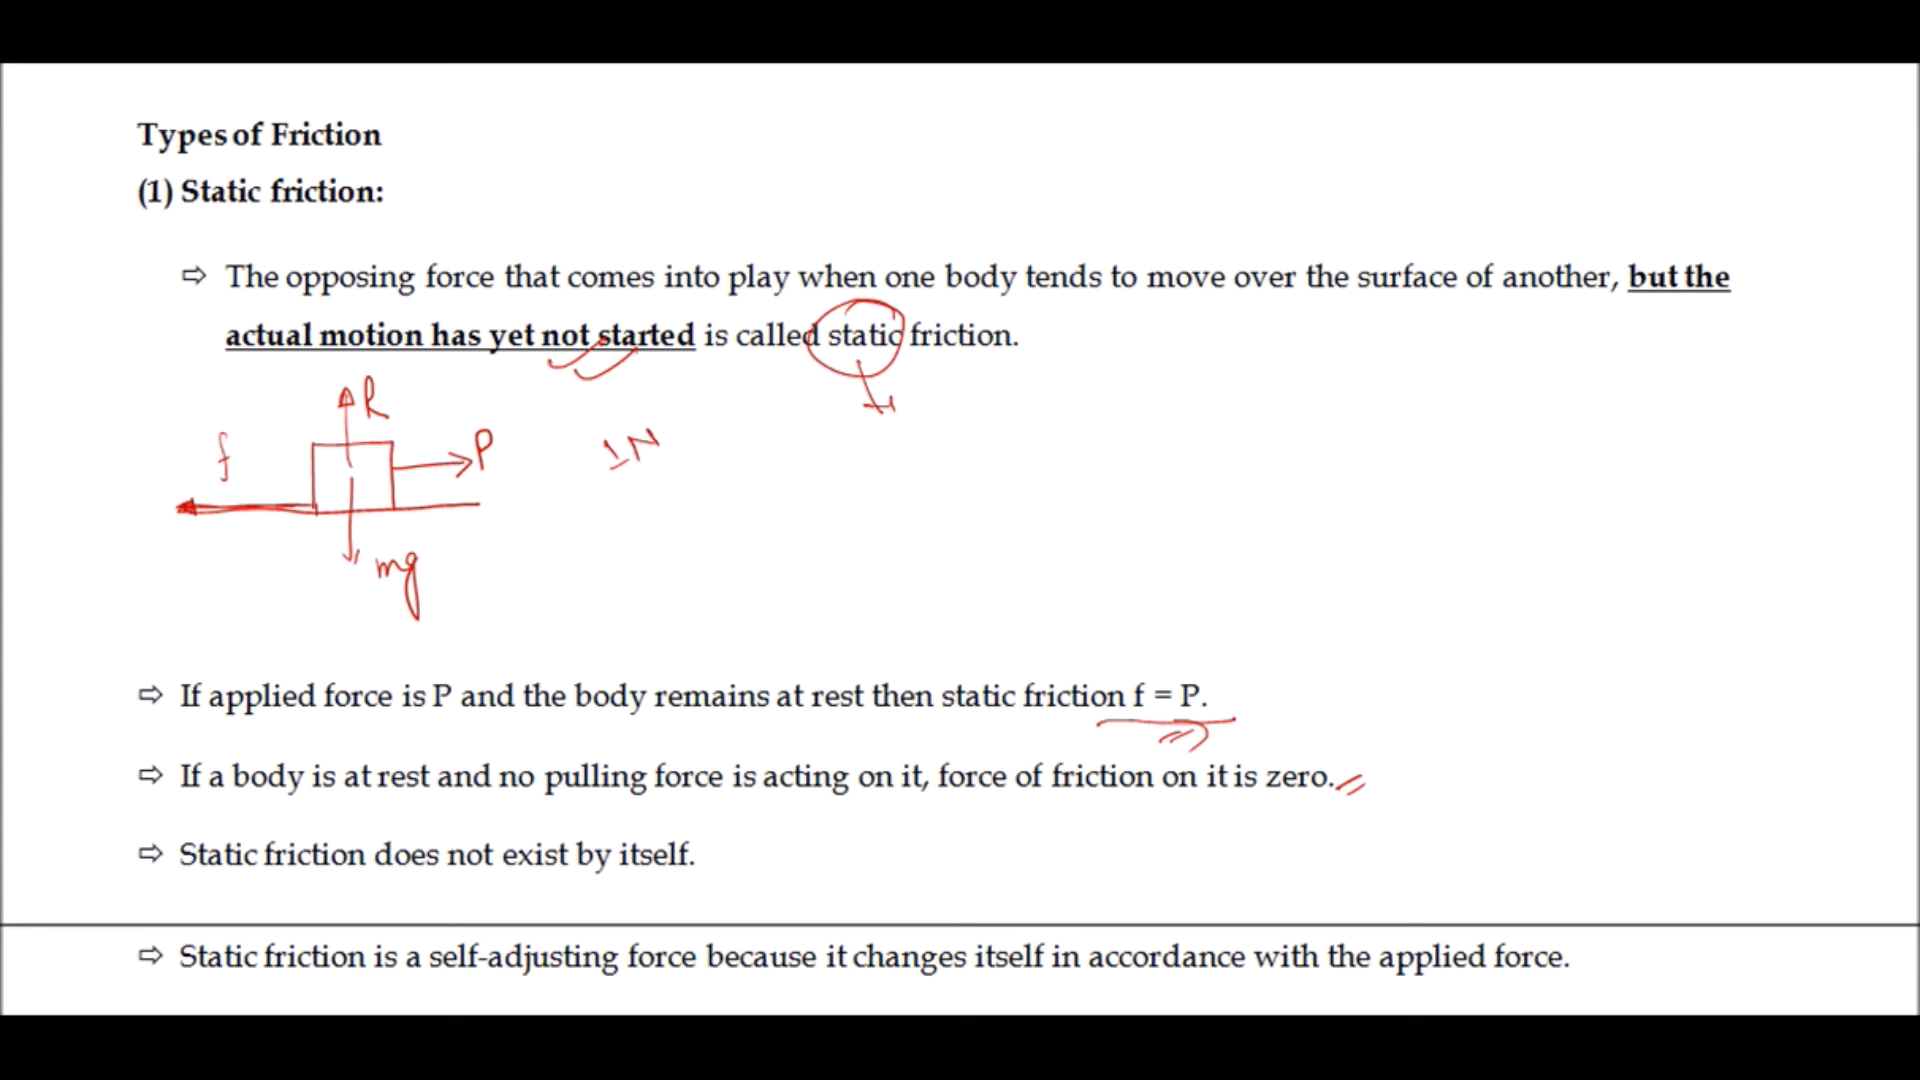 Types of Friction
(1) Static friction:
⇨ The opposing force that comes into play when one body tends to move over the surface of another, but the
actual motion has yet not started is called static friction.
R
f
P
1N
mg
⇨ If applied force is P and the body remains at rest then static friction f = P.
⇨ If a body is at rest and no pulling force is acting on it, force of friction on it is zero.
⇨ Static friction does not exist by itself.
⇨ Static friction is a self-adjusting force because it changes itself in accordance with the applied force.